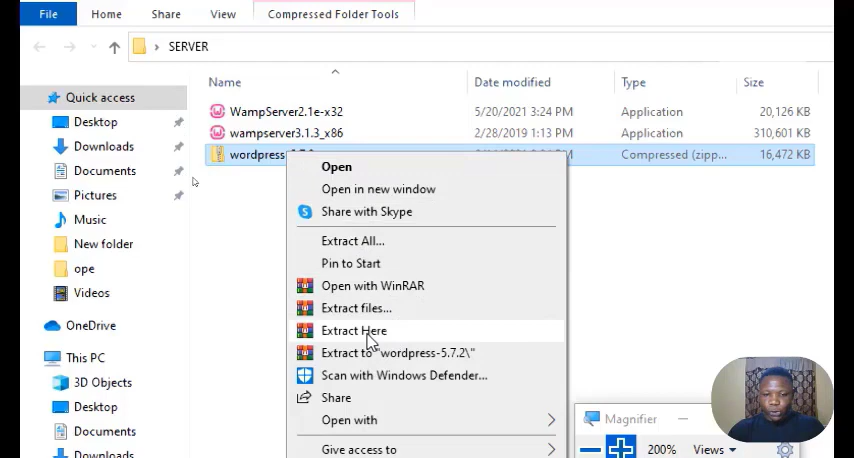 File Home Share View Compressed Folder Tools
SERVER
Quick access
Desktop
Downloads
Documents
Pictures
Music
New folder
ope
Videos
OneDrive
This PC
3D Objects
Desktop
Documents
Downloads
Name Date modified Type Size
WampServer2.1e-x32 5/20/2021 3:24 PM Application 20,126 KB
wampserver3.1.3_x86 2/28/2019 1:13 PM Application 310,601 KB
wordpress Compressed (zipp... 16,472 KB
Open
Open in new window
Share with Skype
Extract All...
Pin to Start
Open with WinRAR
Extract files...
Extract Here
Extract to "wordpress-5.7.2\"
Scan with Windows Defender...
Share
Open with
Give access to
Magnifier
200% Views